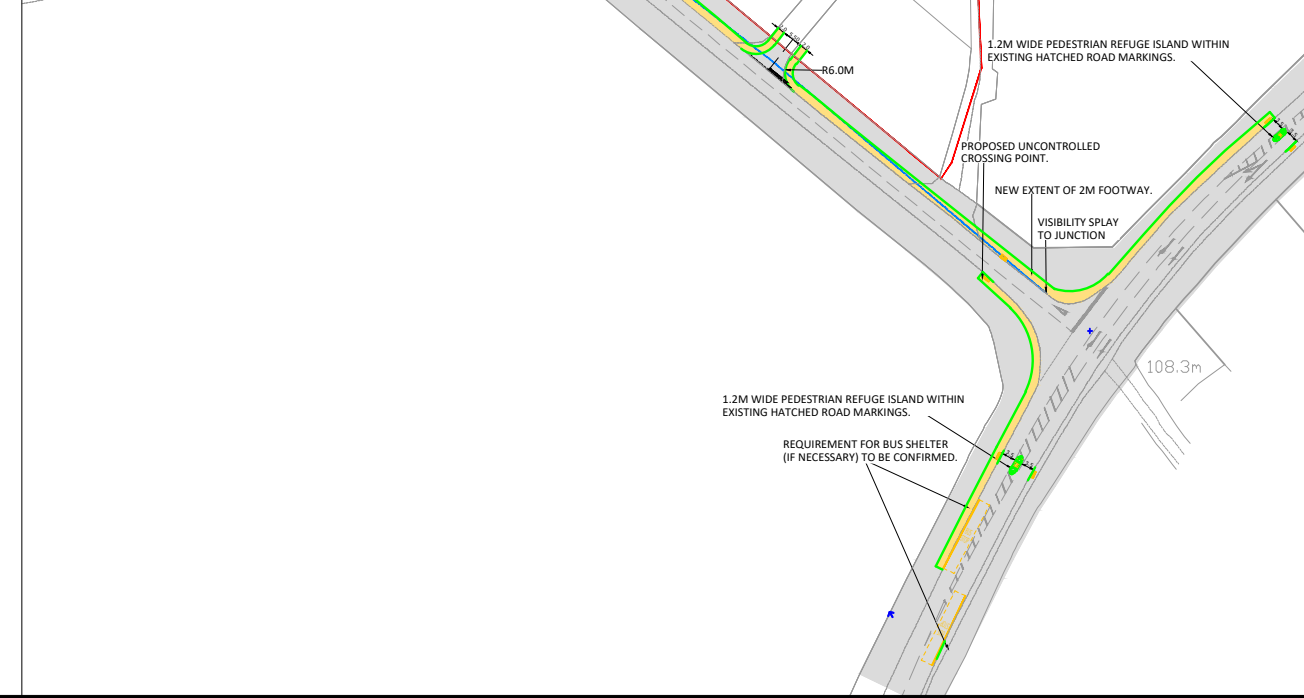 1.2M WIDE PEDESTRIAN REFUGE ISLAND WITHIN
EXISTING HATCHED ROAD MARKINGS.
R6.0M
PROPOSED UNCONTROLLED
CROSSING POINT.
NEW EXTENT OF 2M FOOTWAY.
VISIBILITY SPLAY
TO JUNCTION
108.3m
1.2M WIDE PEDESTRIAN REFUGE ISLAND WITHIN
EXISTING HATCHED ROAD MARKINGS.
REQUIREMENT FOR BUS SHELTER
(IF NECESSARY) TO BE CONFIRMED.